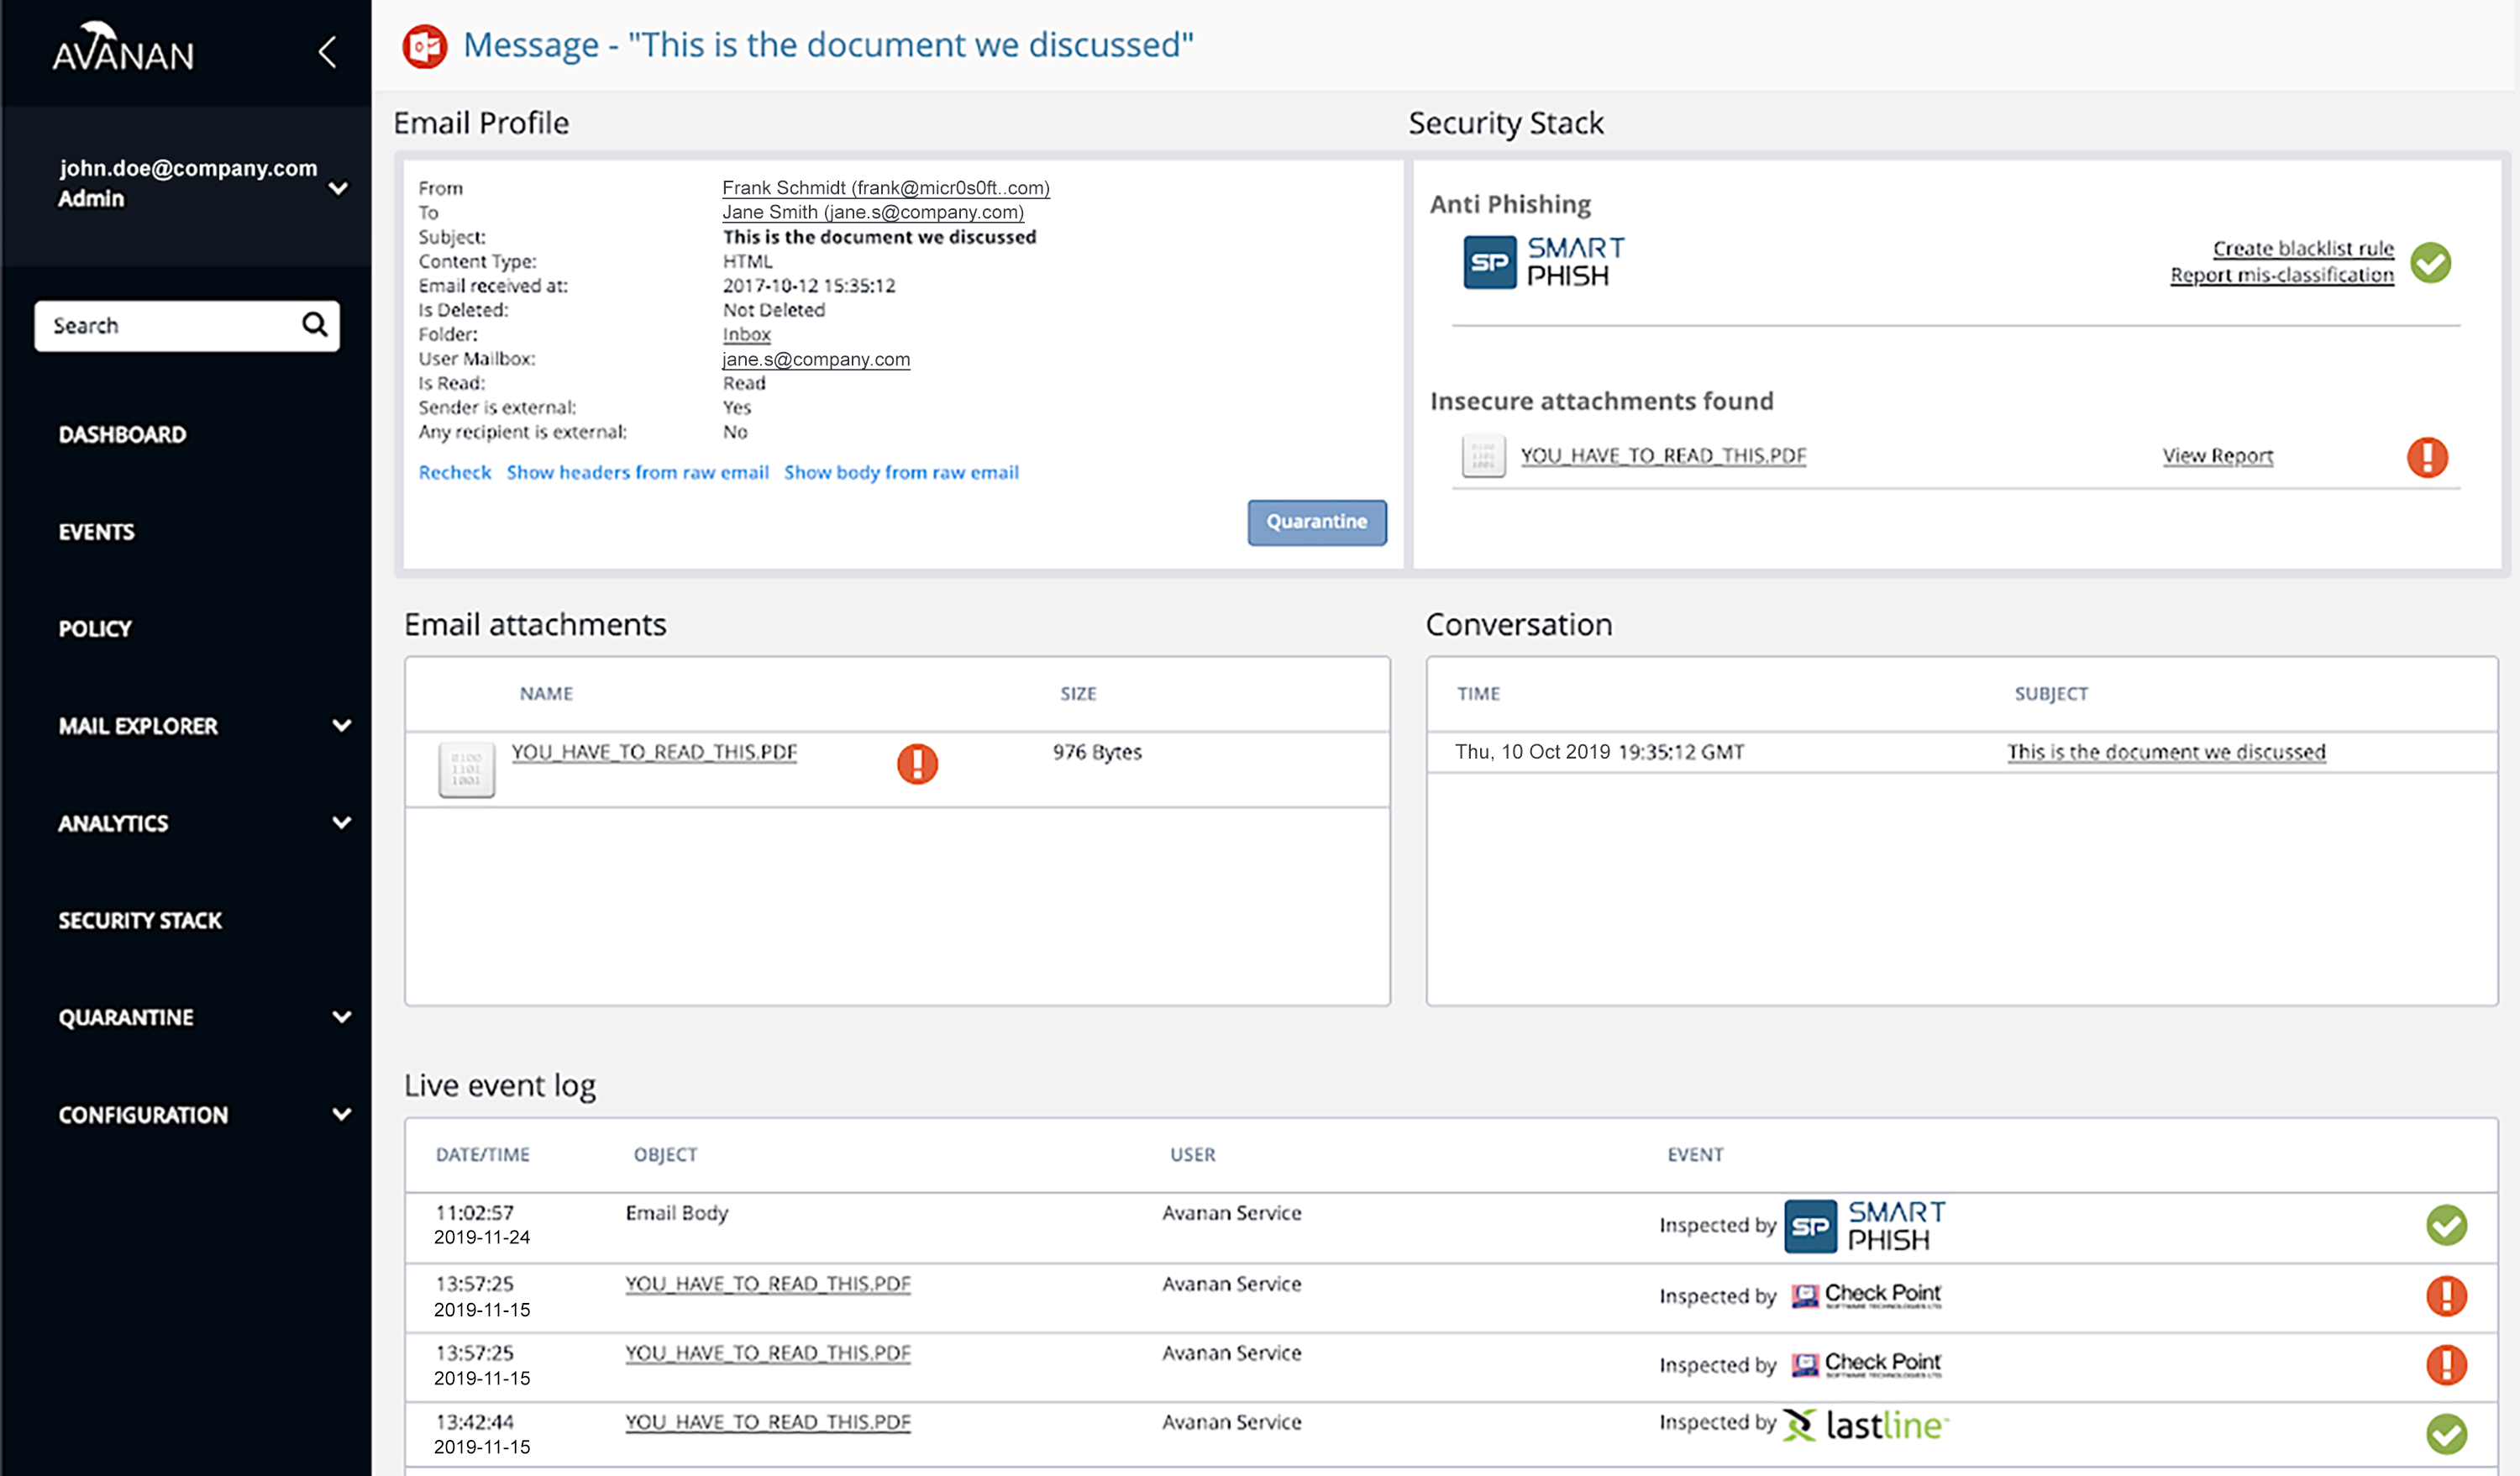 AVANAN
john.doe@company.com
Admin
Search
DASHBOARD
EVENTS
POLICY
MAIL EXPLORER
ANALYTICS
SECURITY STACK
QUARANTINE
CONFIGURATION
Message - "This is the document we discussed"
Email Profile
From Frank Schmidt (frank@micr0s0ft..com)
To Jane Smith (jane.s@company.com)
Subject: This is the document we discussed
Content Type: HTML
Email received at: 2017-10-12 15:35:12
Is Deleted: Not Deleted
Folder: Inbox
User Mailbox: jane.s@company.com
Is Read: Read
Sender is external: Yes
Any recipient is external: No
Recheck Show headers from raw email Show body from raw email
Quarantine
Security Stack
Anti Phishing
SP SMART PHISH
Create blacklist rule
Report mis-classification
Insecure attachments found
YOU_HAVE_TO_READ_THIS.PDF View Report
Email attachments
NAME SIZE
YOU_HAVE_TO_READ_THIS.PDF 976 Bytes
Conversation
TIME SUBJECT
Thu, 10 Oct 2019 19:35:12 GMT This is the document we discussed
Live event log
DATE/TIME OBJECT USER EVENT
11:02:57 Email Body Avanan Service Inspected by SP SMART PHISH
2019-11-24
13:57:25 YOU_HAVE_TO_READ_THIS.PDF Avanan Service Inspected by Check Point
2019-11-15
13:57:25 YOU_HAVE_TO_READ_THIS.PDF Avanan Service Inspected by Check Point
2019-11-15
13:42:44 YOU_HAVE_TO_READ_THIS.PDF Avanan Service Inspected by lastline
2019-11-15